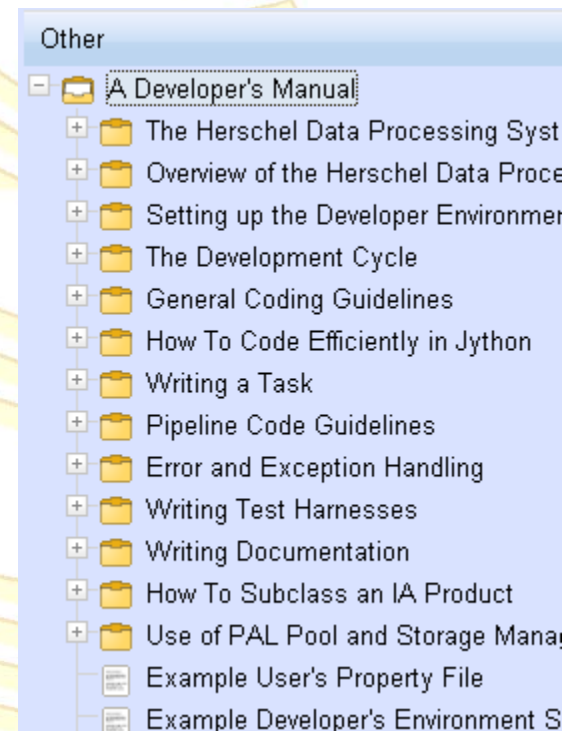 Other
A Developer's Manual
The Herschel Data Processing Syst
Overview of the Herschel Data Proce
Setting up the Developer Environmen
The Development Cycle
General Coding Guidelines
How To Code Efficiently in Jython
Writing a Task
Pipeline Code Guidelines
Error and Exception Handling
Writing Test Harnesses
Writing Documentation
How To Subclass an IA Product
Use of PAL Pool and Storage Manag
Example User's Property File
Example Developer's Environment S